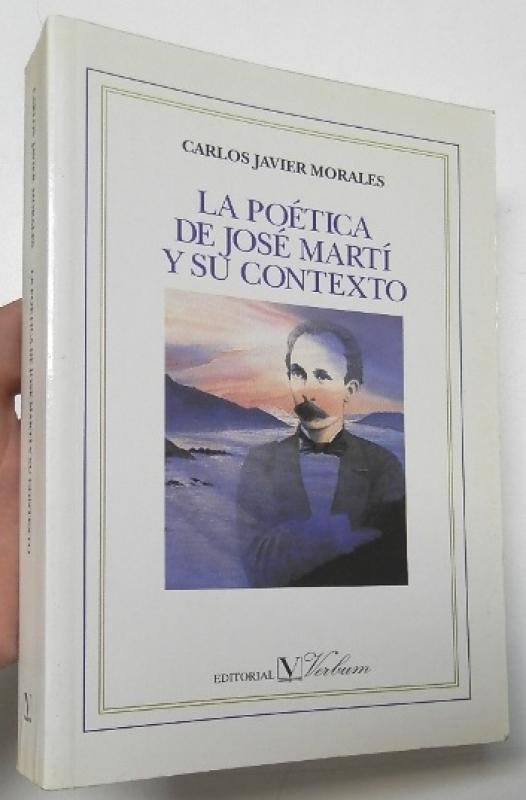 CARLOS JAVIER MORALES
LA POÉTICA
DE JOSÉ MARTÍ
Y SU CONTEXTO
EDITORIAL V Verbum
CARLOS JAVIER MORALES LA POÉTICA DE JOSÉ MARTÍ Y SU CONTEXTO
V